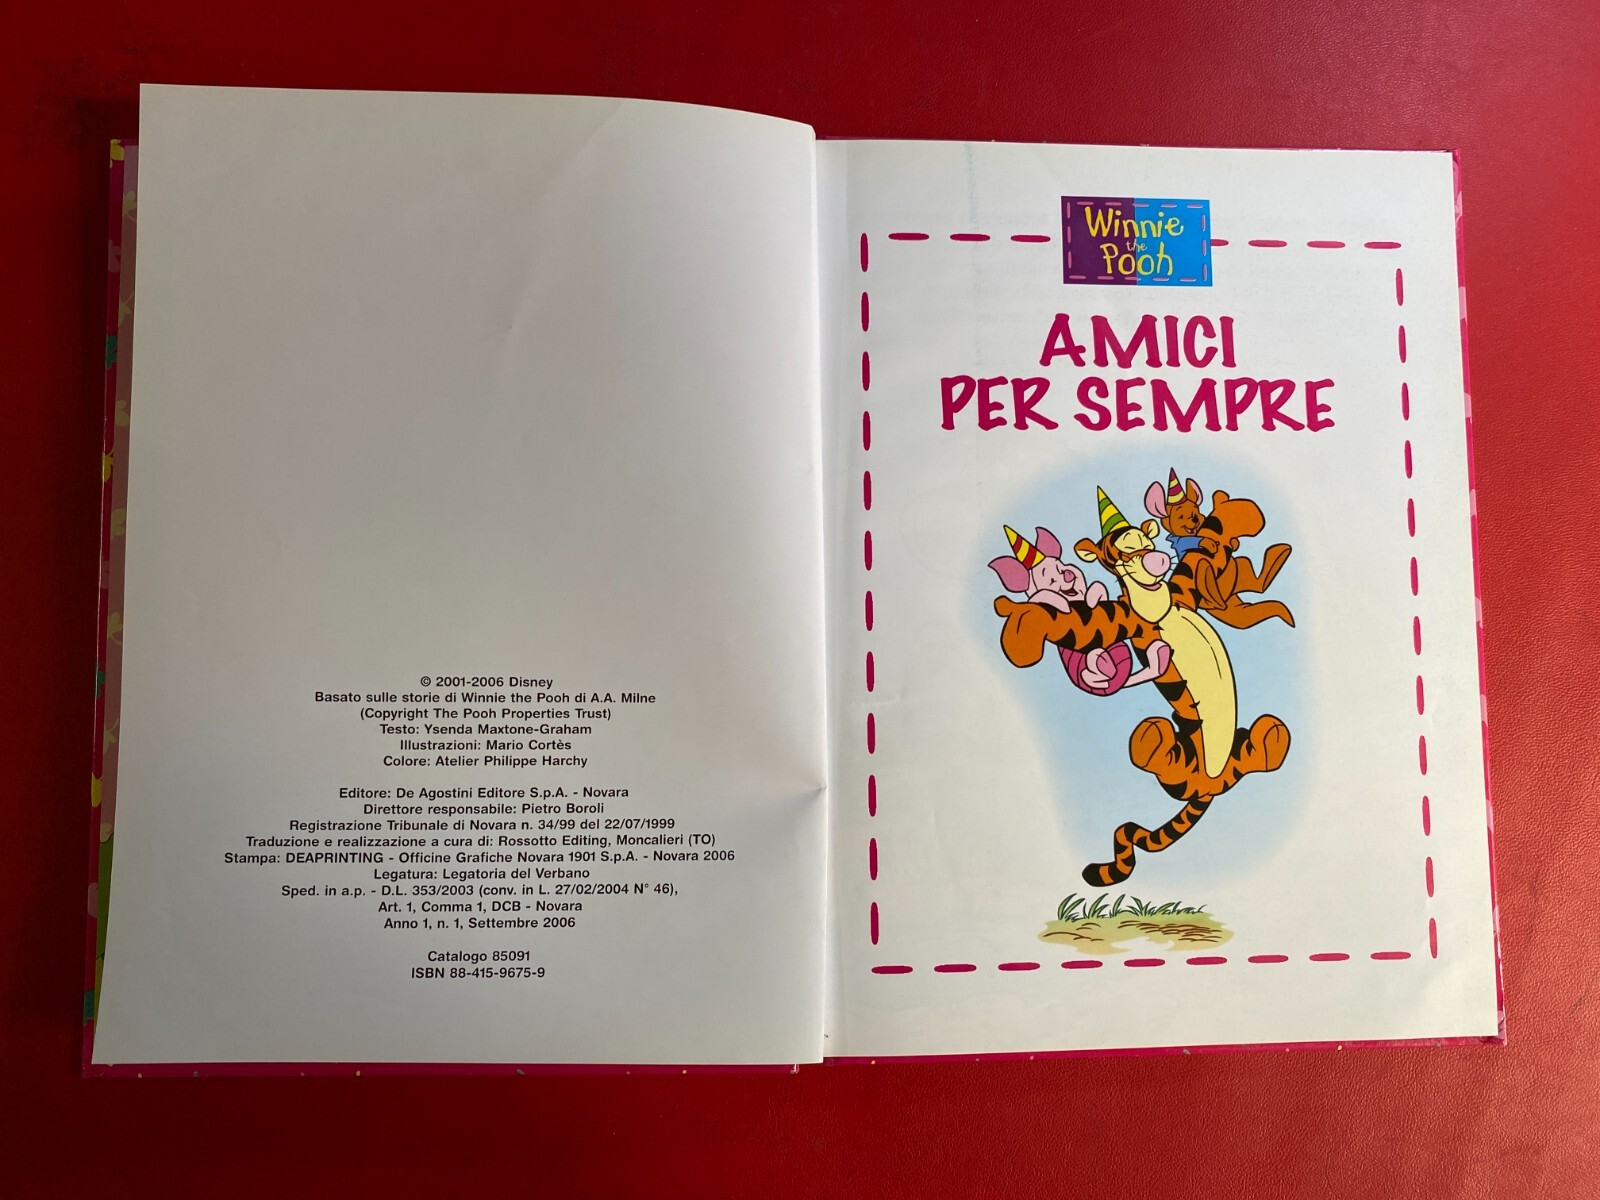 © 2001-2006 Disney
Basato sulle storie di Winnie the Pooh di A.A. Milne
(Copyright The Pooh Properties Trust)
Testo: Ysenda Maxtone-Graham
Illustrazioni: Mario Cortès
Colore: Atelier Philippe Harchy
Editore: De Agostini Editore S.p.A. - Novara
Direttore responsabile: Pietro Boroli
Registrazione Tribunale di Novara n. 34/99 del 22/07/1999
Traduzione e realizzazione a cura di: Rossotto Editing, Moncalieri (TO)
Stampa: DEAPRINTING - Officine Grafiche Novara 1901 S.p.A. - Novara 2006
Legatura: Legatoria del Verbano
Sped. in a.p. - D.L. 353/2003 (conv. in L. 27/02/2004 N° 46),
Art. 1, Comma 1, DCB - Novara
Anno 1, n. 1, Settembre 2006
Catalogo 85091
ISBN 88-415-9675-9
Winnie
the
Pooh
AMICI
PER SEMPRE